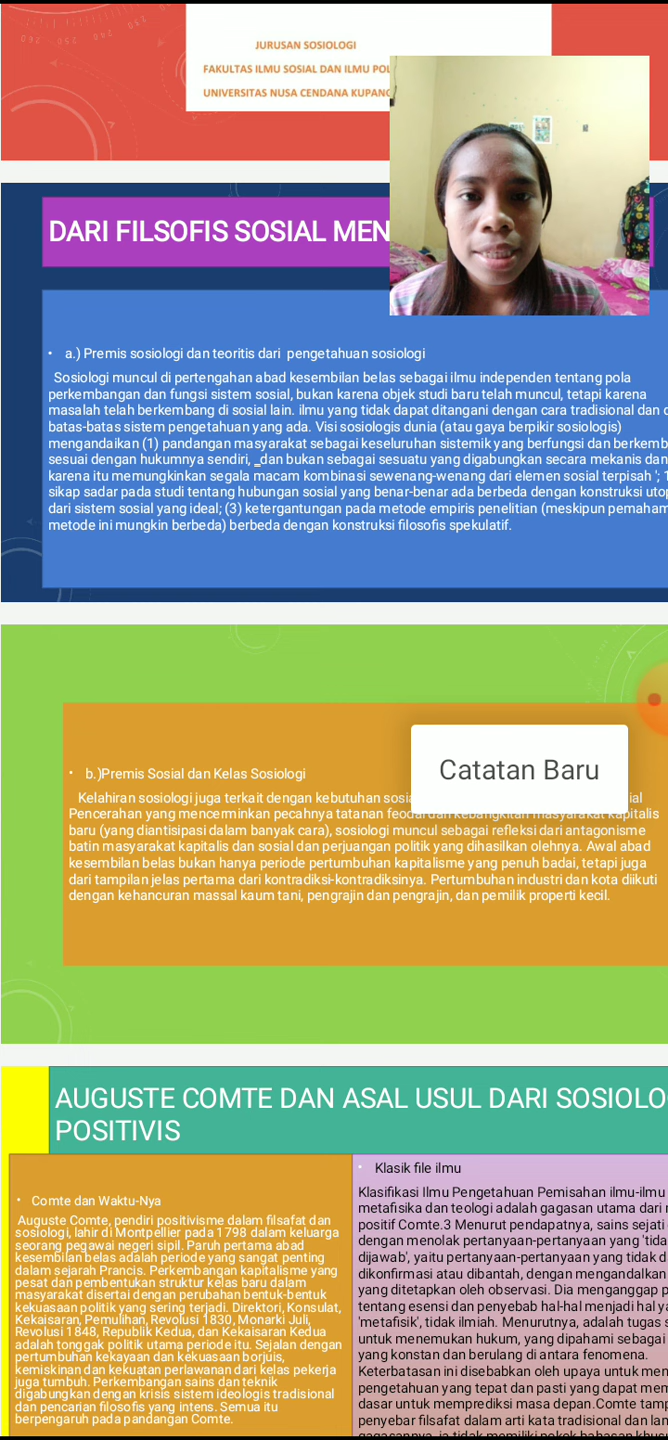 JURUSAN SOSIOLOGI
FAKULTAS ILMU SOSIAL DAN ILMU POL
UNIVERSITAS NUSA CENDANA KUPANG
DARI FILSOFIS SOSIAL MEN
• a.) Premis sosiologi dan teoritis dari pengetahuan sosiologi
Sosiologi muncul di pertengahan abad kesembilan belas sebagai ilmu independen tentang pola
perkembangan dan fungsi sistem sosial, bukan karena objek studi baru telah muncul, tetapi karena
masalah telah berkembang di sosial lain. ilmu yang tidak dapat ditangani dengan cara tradisional dan
batas-batas sistem pengetahuan yang ada. Visi sosiologis dunia (atau gaya berpikir sosiologis)
mengandaikan (1) pandangan masyarakat sebagai keseluruhan sistemik yang berfungsi dan berkemb
sesuai dengan hukumnya sendiri, _dan bukan sebagai sesuatu yang digabungkan secara mekanis dan
karena itu memungkinkan segala macam kombinasi sewenang-wenang dari elemen sosial terpisah '; 1
sikap sadar pada studi tentang hubungan sosial yang benar-benar ada berbeda dengan konstruksi utop
dari sistem sosial yang ideal; (3) ketergantungan pada metode empiris penelitian (meskipun pemaham
metode ini mungkin berbeda) berbeda dengan konstruksi filosofis spekulatif.
Catatan Baru
• b.)Premis Sosial dan Kelas Sosiologi
Kelahiran sosiologi juga terkait dengan kebutuhan sosia ial
Pencerahan yang mencerminkan pecahnya tatanan feodal dan kebangkitan masyarakat kapitalis
baru (yang diantisipasi dalam banyak cara), sosiologi muncul sebagai refleksi dari antagonisme
batin masyarakat kapitalis dan sosial dan perjuangan politik yang dihasilkan olehnya. Awal abad
kesembilan belas bukan hanya periode pertumbuhan kapitalisme yang penuh badai, tetapi juga
dari tampilan jelas pertama dari kontradiksi-kontradiksinya. Pertumbuhan industri dan kota diikuti
dengan kehancuran massal kaum tani, pengrajin dan pengrajin, dan pemilik properti kecil.
AUGUSTE COMTE DAN ASAL USUL DARI SOSIOLO
POSITIVIS
• Comte dan Waktu-Nya
Auguste Comte, pendiri positivisme dalam filsafat dan
sosiologi, lahir di Montpellier pada 1798 dalam keluarga
seorang pegawai negeri sipil. Paruh pertama abad
kesembilan belas adalah periode yang sangat penting
dalam sejarah Prancis. Perkembangan kapitalisme yang
pesat dan pembentukan struktur kelas baru dalam
masyarakat disertai dengan perubahan bentuk-bentuk
kekuasaan politik yang sering terjadi. Direktori, Konsulat,
Kekaisaran, Pemulihan, Revolusi 1830, Monarki Juli,
Revolusi 1848, Republik Kedua, dan Kekaisaran Kedua
adalah tonggak politik utama periode itu. Sejalan dengan
pertumbuhan kekayaan dan kekuasaan borjuis,
kemiskinan dan kekuatan perlawanan dari kelas pekerja
juga tumbuh. Perkembangan sains dan teknik
digabungkan dengan krisis sistem ideologis tradisional
dan pencarian filosofis yang intens. Semua itu
berpengaruh pada pandangan Comte.
• Klasik file ilmu
Klasifikasi Ilmu Pengetahuan Pemisahan ilmu-ilmu
metafisika dan teologi adalah gagasan utama dari
positif Comte.3 Menurut pendapatnya, sains sejati
dengan menolak pertanyaan-pertanyaan yang 'tida
dijawab', yaitu pertanyaan-pertanyaan yang tidak d
dikonfirmasi atau dibantah, dengan mengandalkan
yang ditetapkan oleh observasi. Dia menganggap p
tentang esensi dan penyebab hal-hal menjadi hal ya
'metafisik', tidak ilmiah. Menurutnya, adalah tugas s
untuk menemukan hukum, yang dipahami sebagai
yang konstan dan berulang di antara fenomena.
Keterbatasan ini disebabkan oleh upaya untuk men
pengetahuan yang tepat dan pasti yang dapat mem
dasar untuk memprediksi masa depan.Comte tamp
penyebar filsafat dalam arti kata tradisional dan lan
gagasannya, ia tidak memiliki pokok bahasan khus